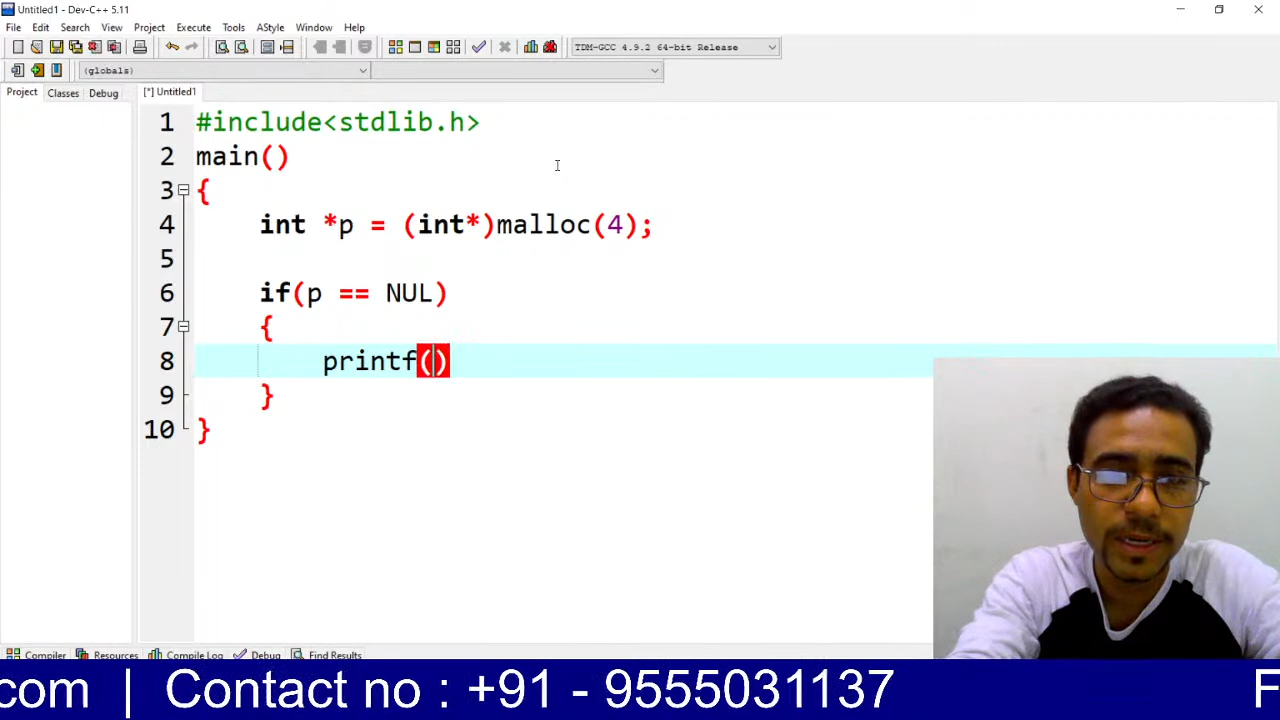 Untitled1 - Dev-C++ 5.11
File Edit Search View Project Execute Tools AStyle Window Help
TDM-GCC 4.9.2 64-bit Release
(globals)
Project Classes Debug [*] Untitled1
1 #include<stdlib.h>
2 main()
3 {
4 int *p = (int*)malloc(4);
5
6 if(p == NUL)
7 {
8 printf()
9 }
10 }
Compiler Resources Compile Log Debug Find Results
com | Contact no : +91 - 9555031137 F